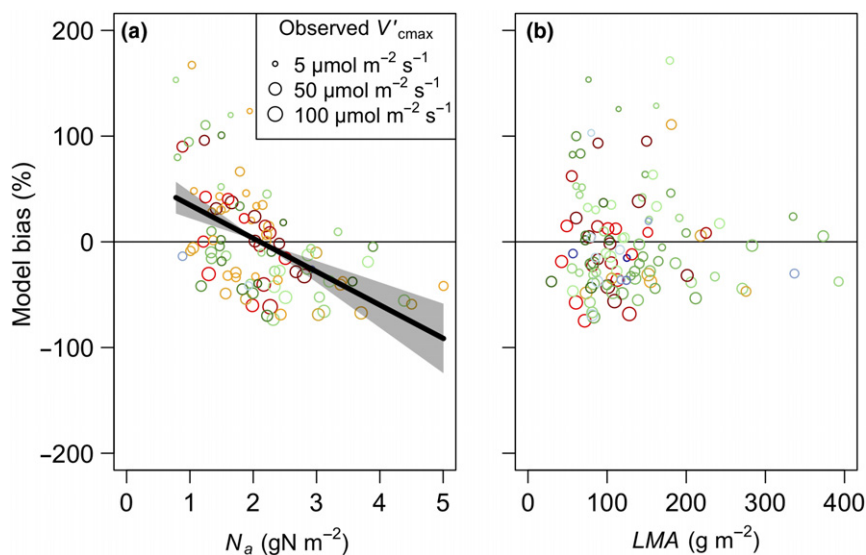 (a)
Observed V'cmax
5 µmol m⁻² s⁻¹
50 µmol m⁻² s⁻¹
100 µmol m⁻² s⁻¹
(b)
Model bias (%)
200
100
0
−100
−200
0 1 2 3 4 5
0 100 200 300 400
Nₐ (gN m⁻²)
LMA (g m⁻²)